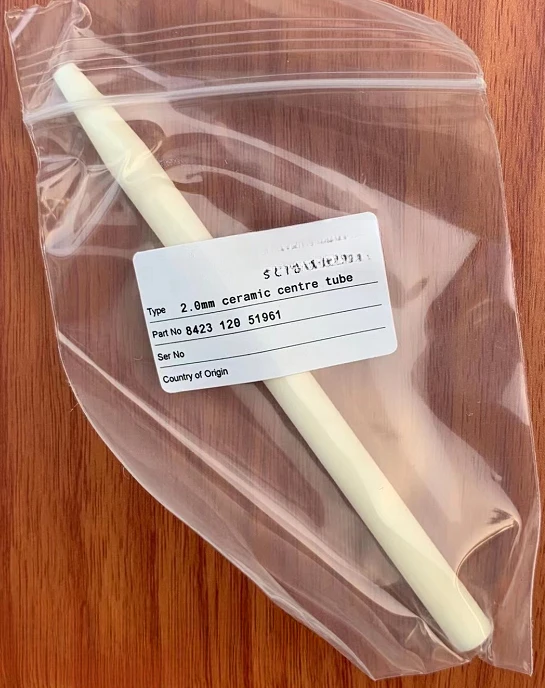 Type 2.0mm ceramic centre tube
Part No 8423 120 51961
Ser No
Country of Origin